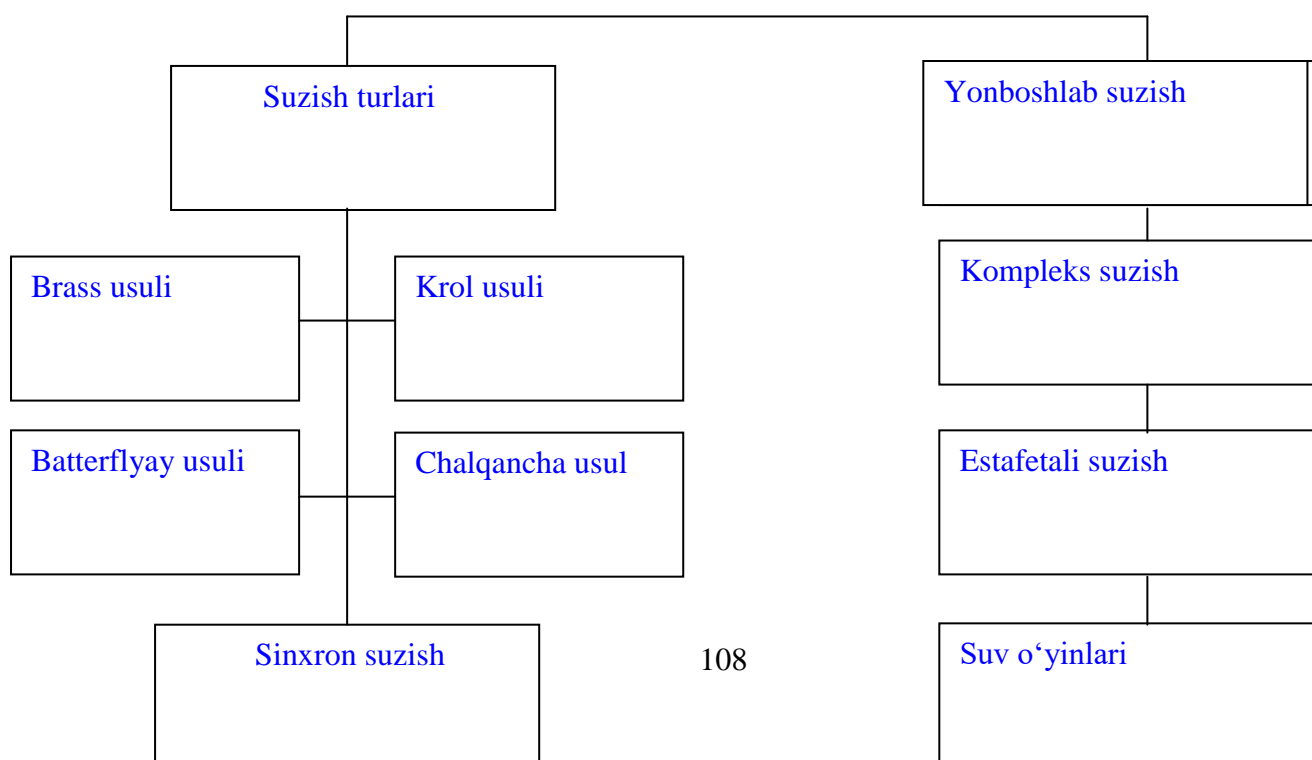 Suzish turlari
Yonboshlab suzish
Brass usuli
Krol usuli
Kompleks suzish
Batterflyay usuli
Chalqancha usul
Estafetali suzish
Sinxron suzish
108
Suv o‘yinlari